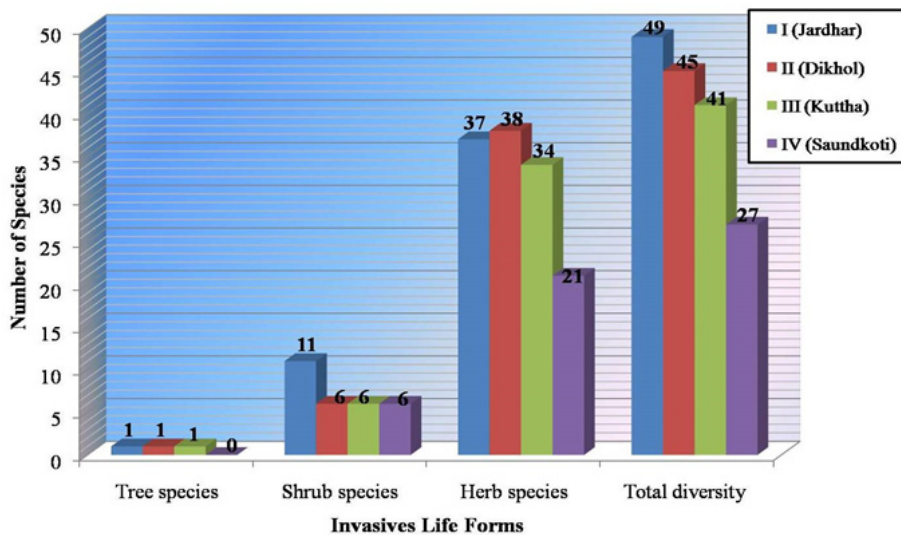 50
45
40
35
30
25
20
15
10
5
0
Number of Species
1 1 1 0
11 6 6 6
37 38 34 21
49 45 41 27
Tree species Shrub species Herb species Total diversity
Invasives Life Forms
I (Jardhar)
II (Dikhol)
III (Kuttha)
IV (Saundkoti)